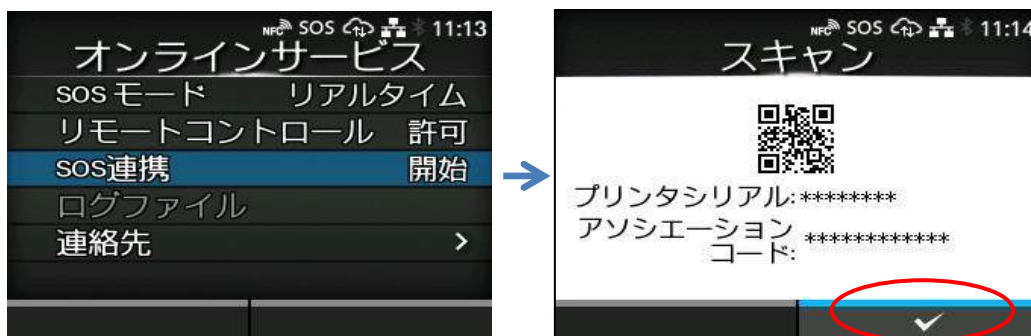 NFC SOS 11:13
オンラインサービス
SOS モード リアルタイム
リモートコントロール 許可
SOS連携 開始
ログファイル
連絡先 >
NFC SOS 11:14
スキャン
プリンタシリアル:********
アソシエーション
コード: ************